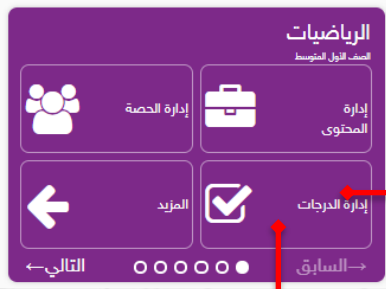 الرياضيات
الصف الأول المتوسط
إدارة
المحتوى
إدارة الحصة
إدارة الدرجات
المزيد
→السابق
التالي←